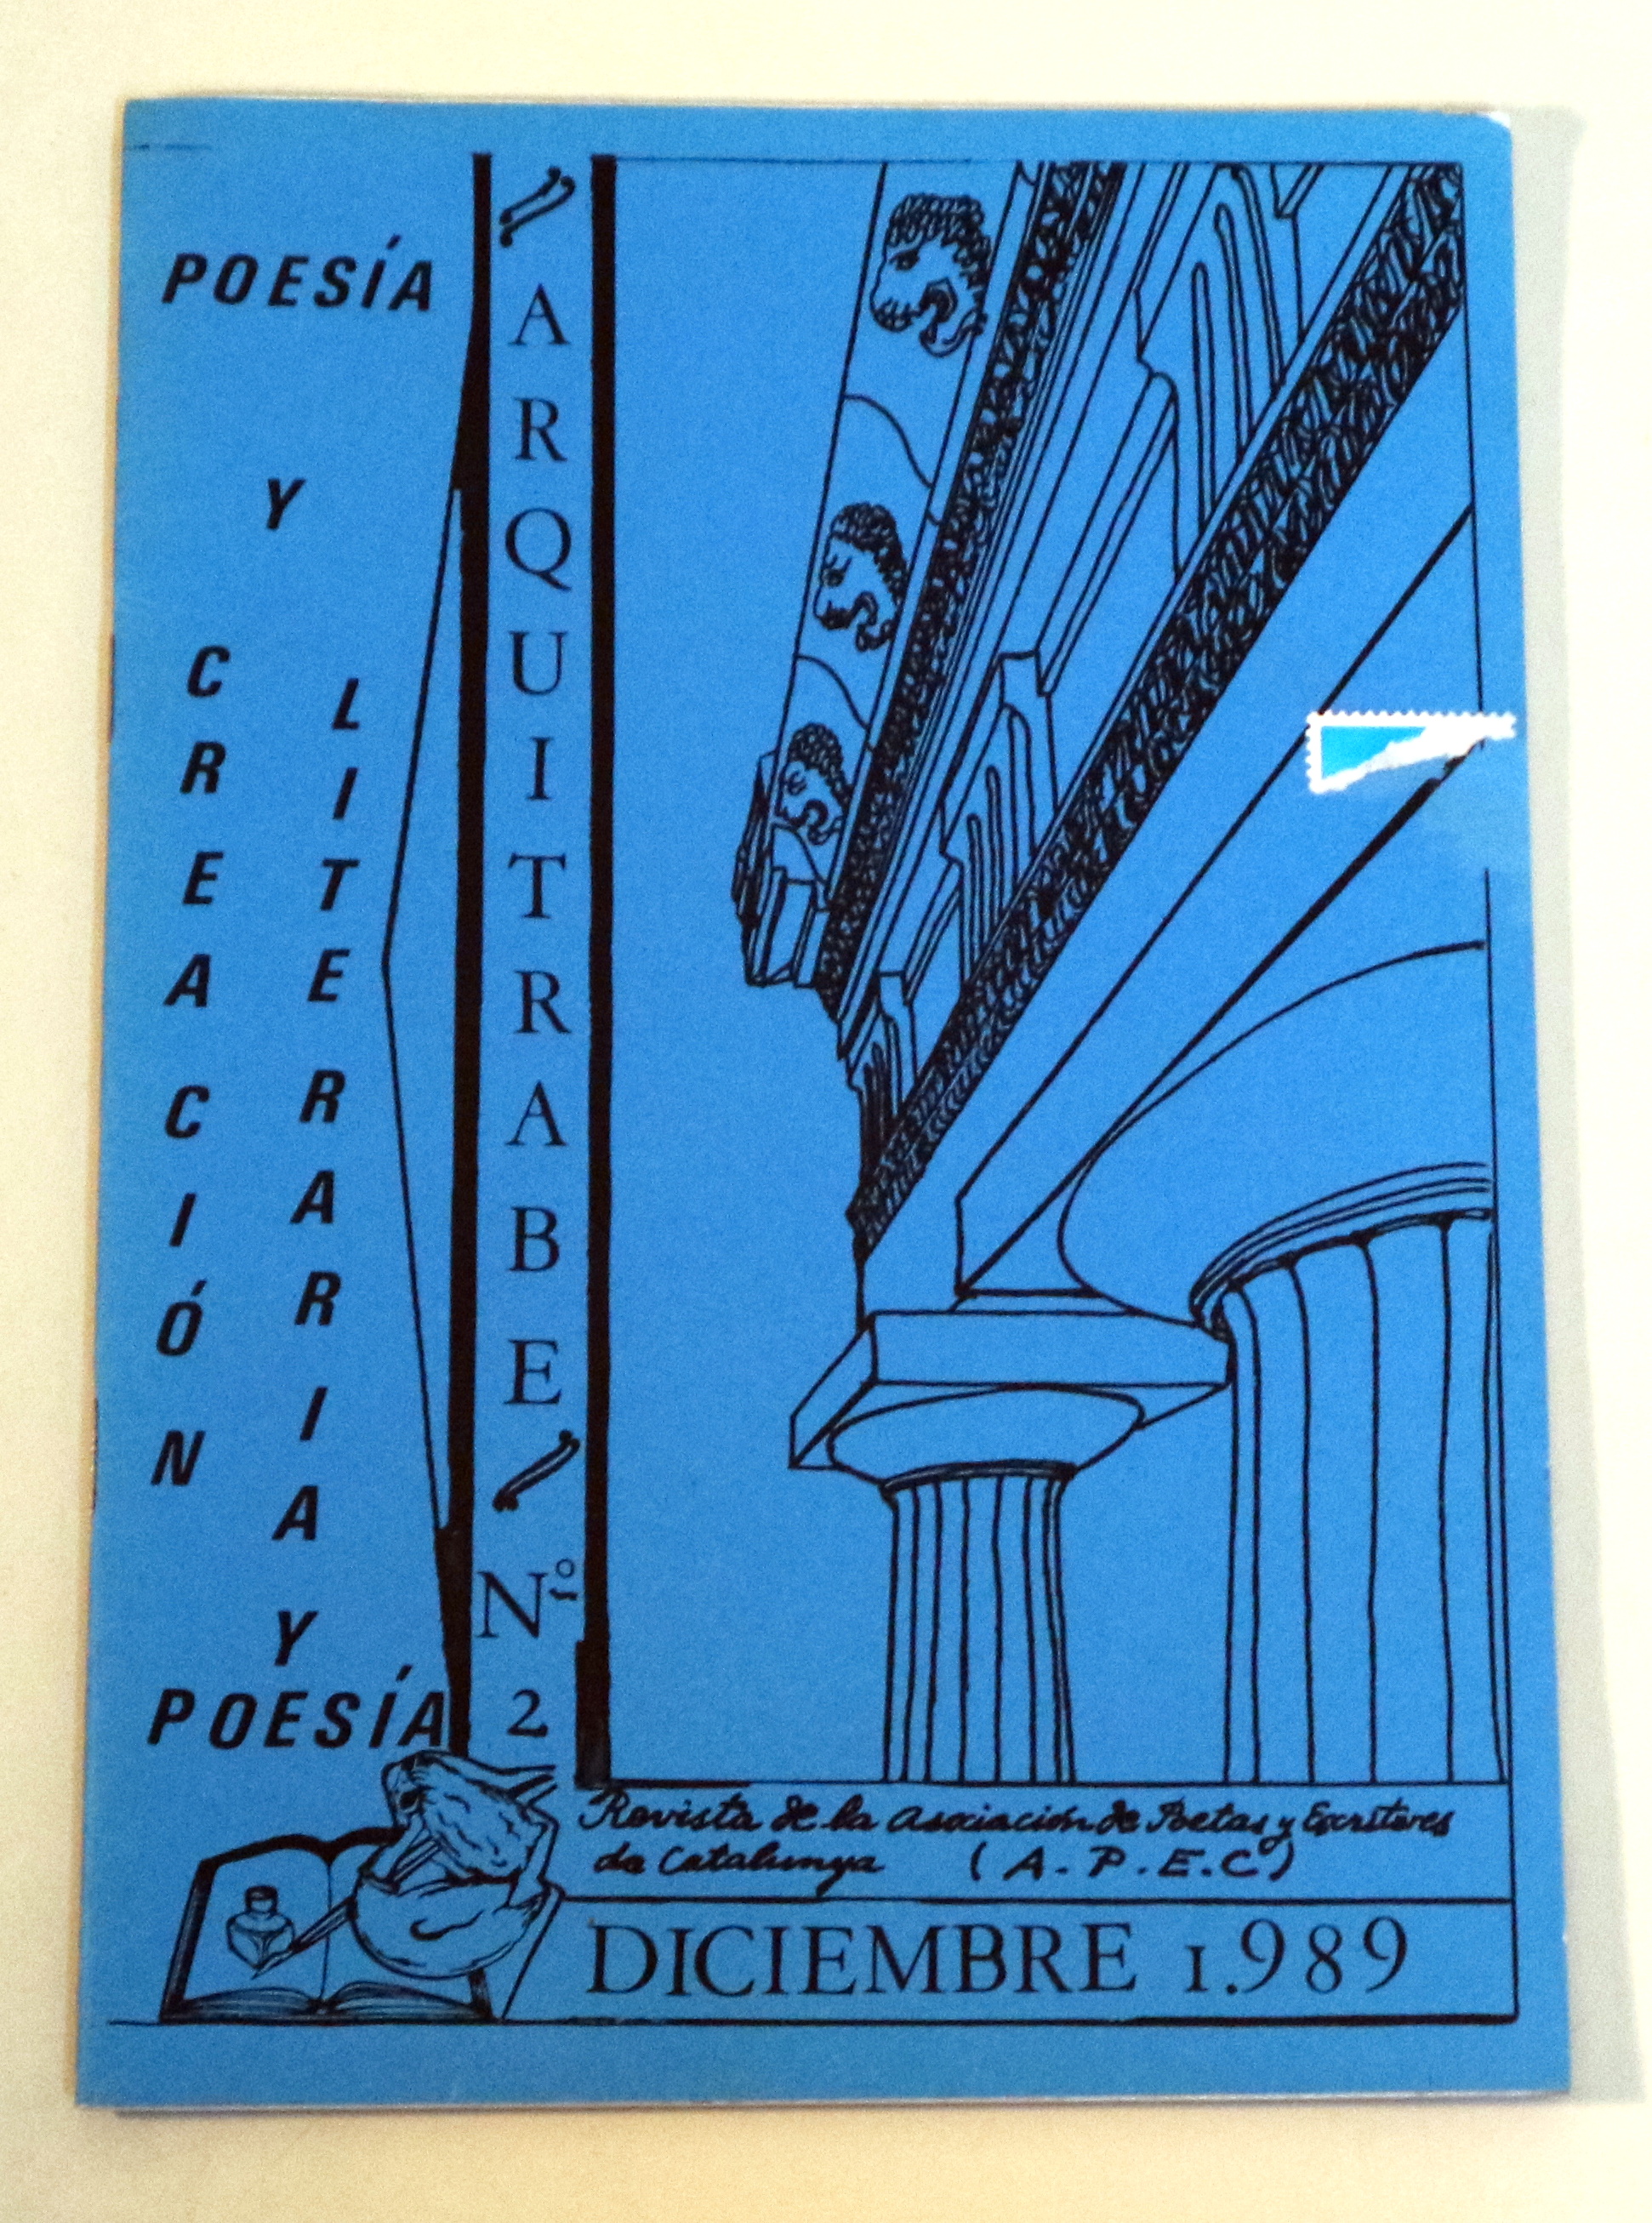 POESÍA
Y
CREACIÓN
LITERARIA
Y
POESÍA
ARQUITRABE
Nº
2
Revista de la Asociación de Poetas y Escritores
de Catalunya (A.P.E.C)
DICIEMBRE 1.989